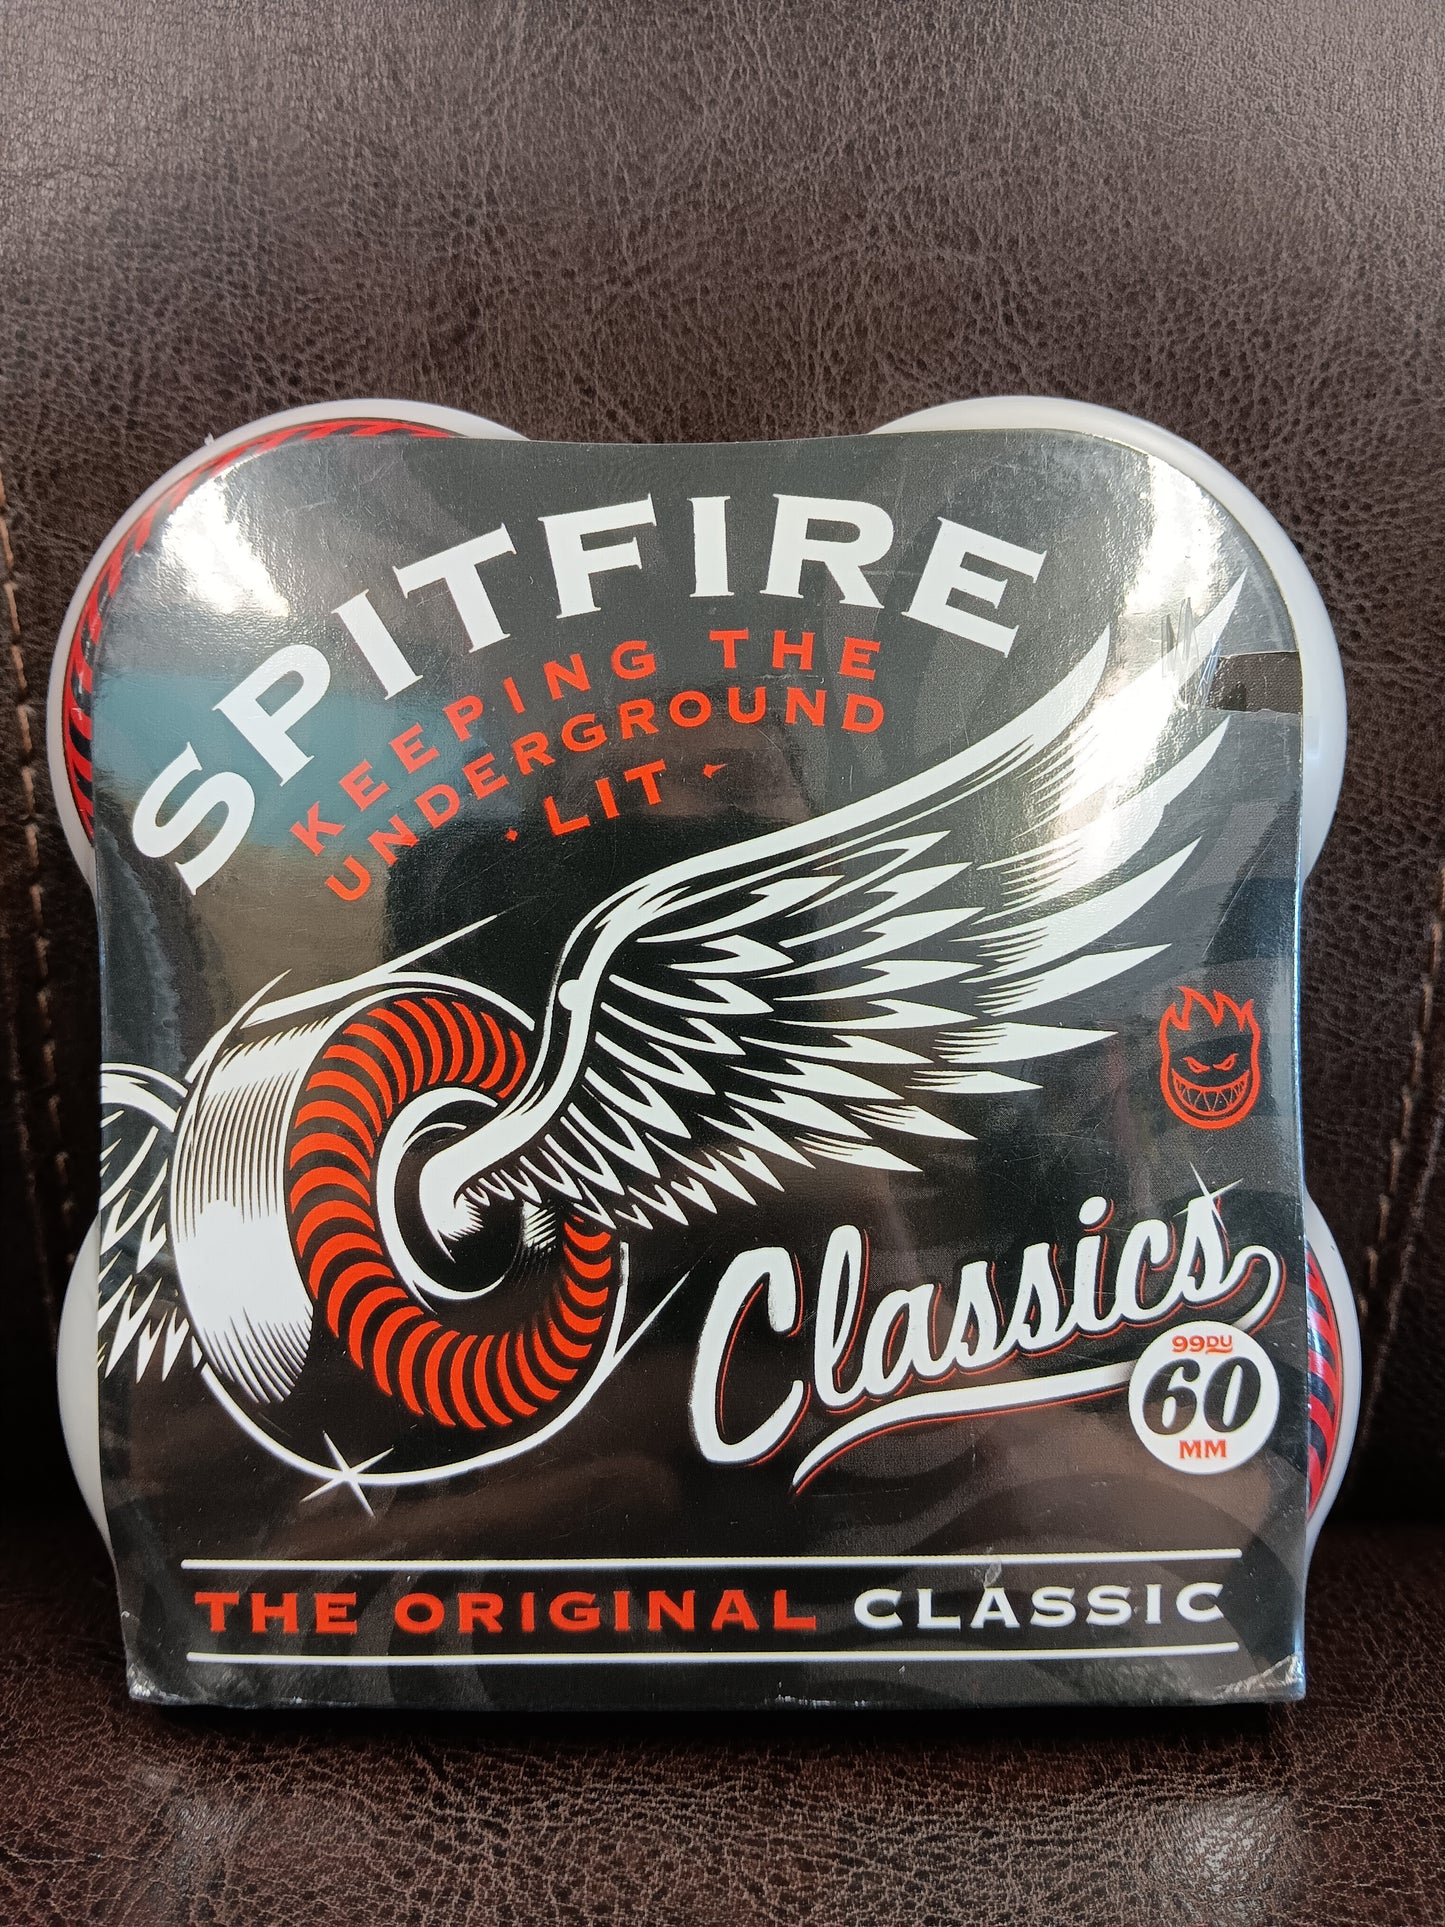 SPITFIRE
KEEPING THE
UNDERGROUND
· LIT ·
Classics
99DU
60
MM
THE ORIGINAL CLASSIC